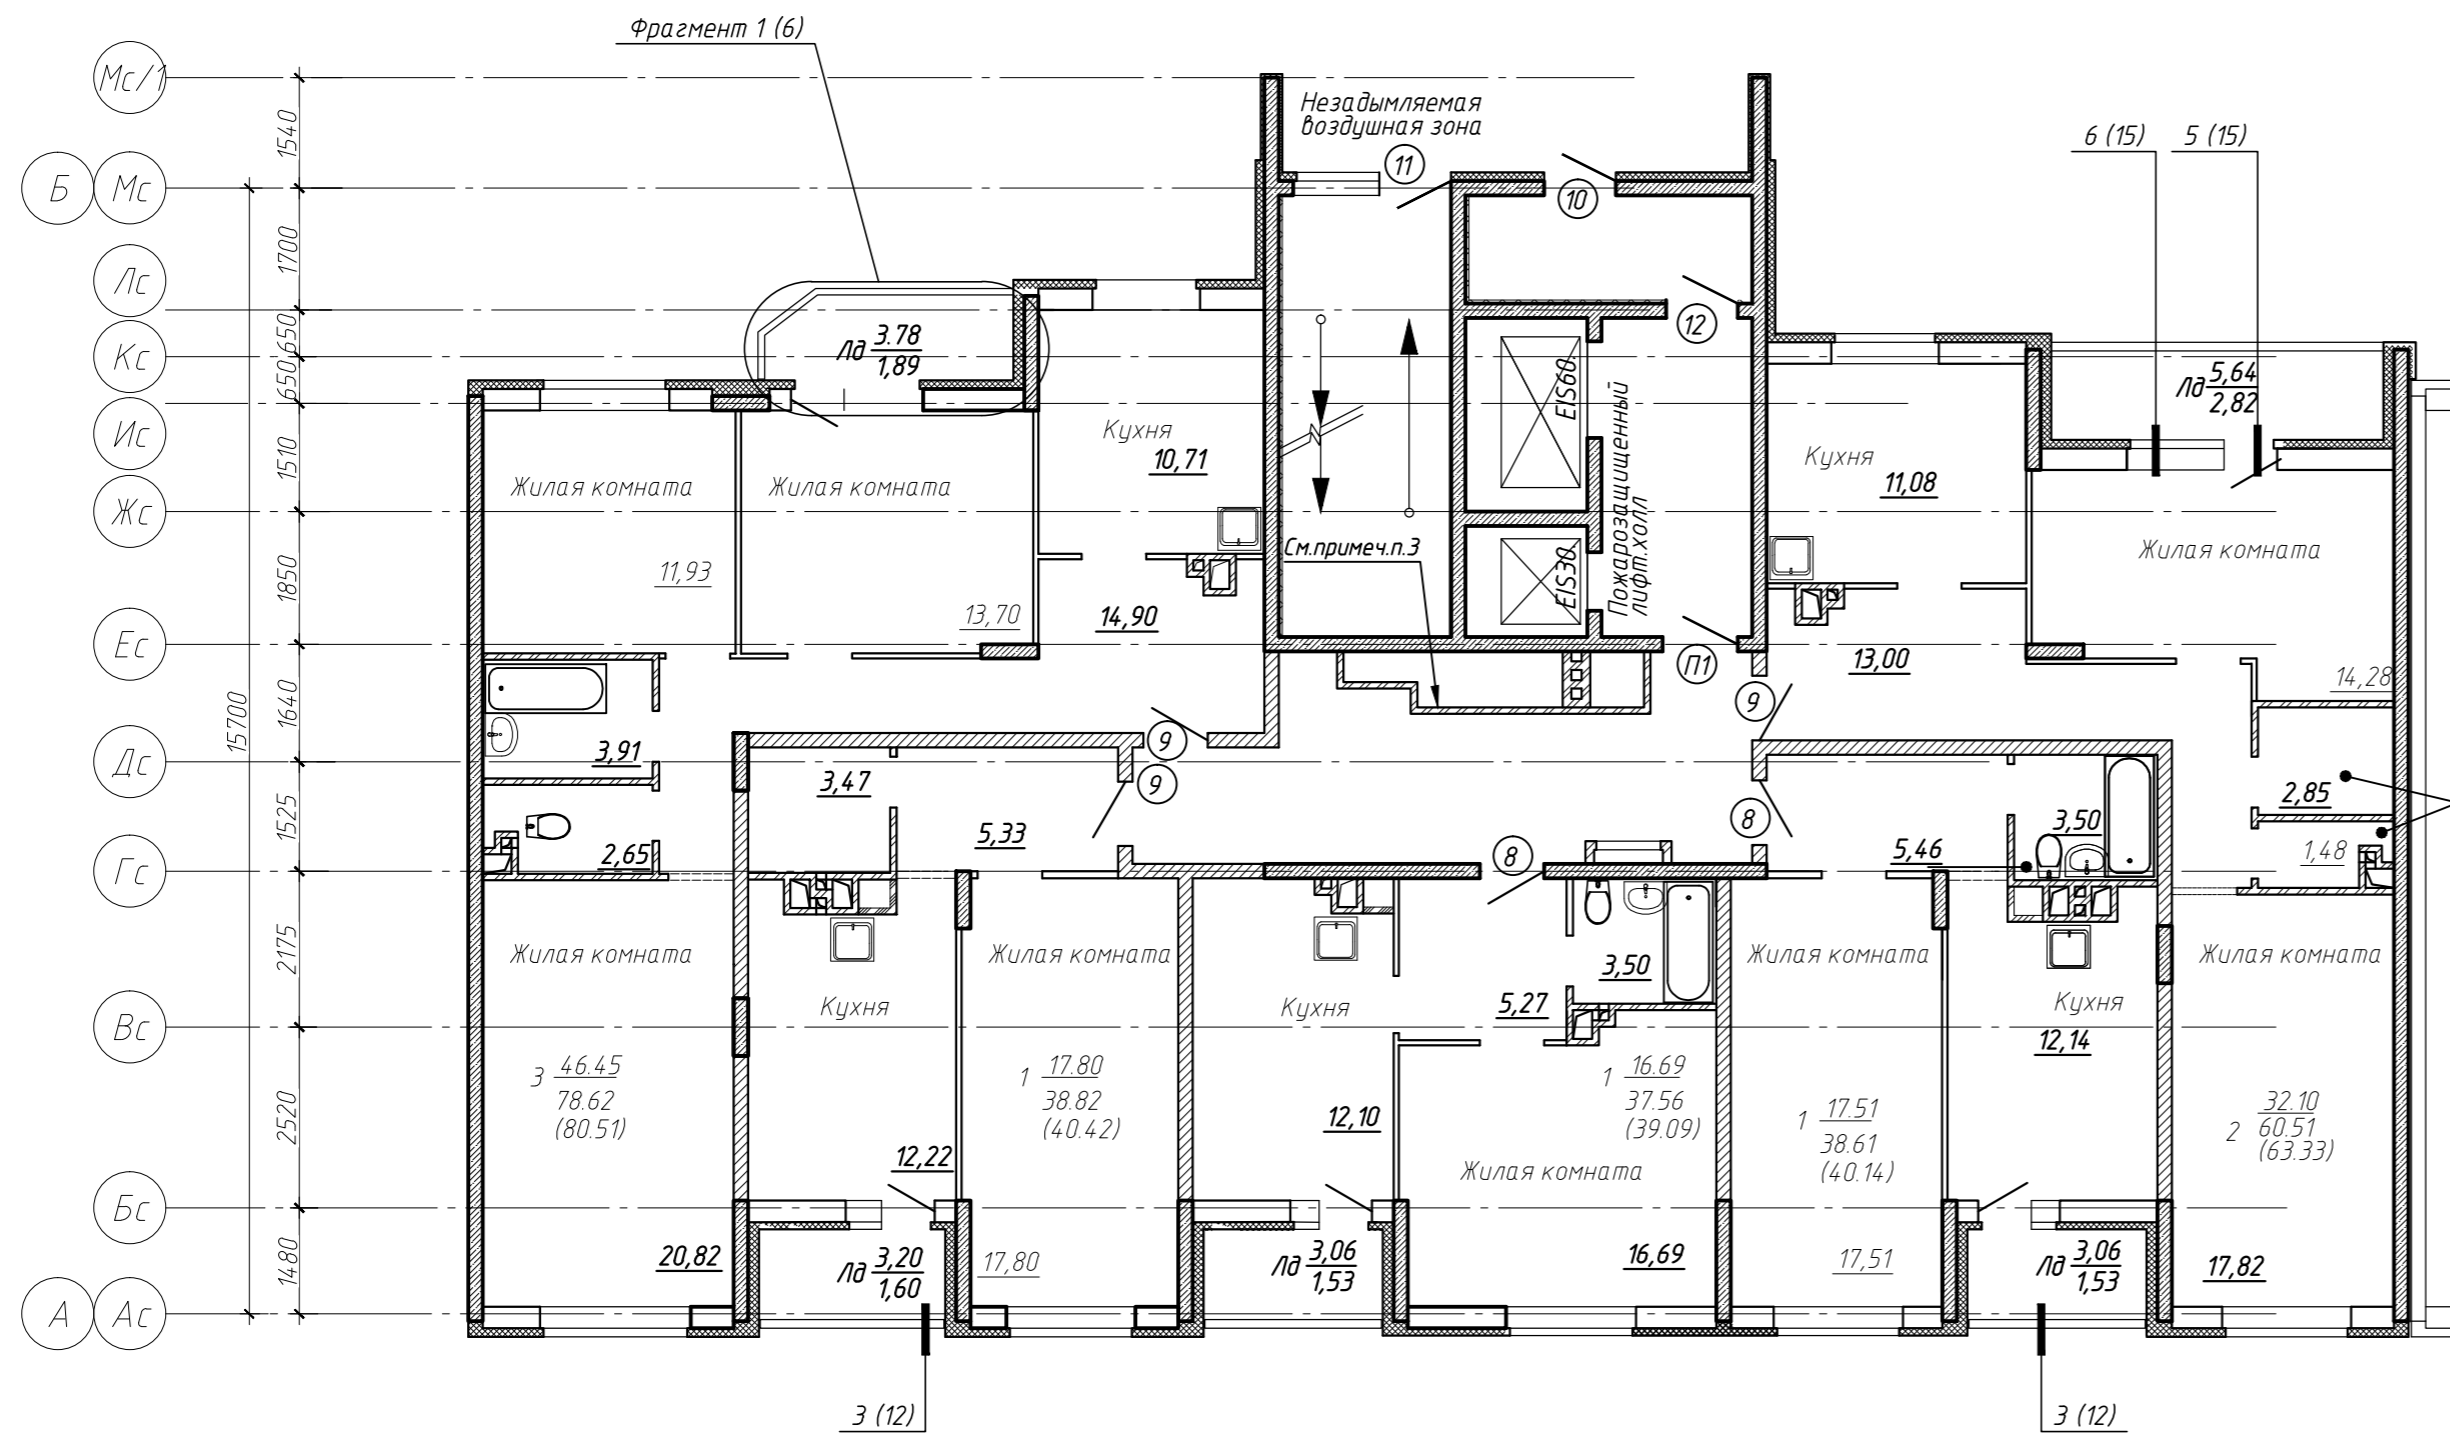 Фрагмент 1 (6)
Мс/1
1540
Незадымляемая
воздушная зона
11
10
6 (15)
5 (15)
Б
Мс
1700
Лс
650
Кс
650
Лд 3.78
1,89
12
EIS60
Пожарозащищенный
лифт.холл
Лд 5,64
2,82
Ис
1510
Кухня
10,71
Кухня
11,08
Жилая комната
Жилая комната
Жс
1850
11,93
13,70
14,90
См.примеч.п.3
EIS30
Жилая комната
Ес
П1
13,00
14,28
1640
15700
9
9
3,91
Дс
3,47
9
2,85
1525
5,33
8
3,50
2,65
8
5,46
1,48
Гс
2175
Жилая комната
Жилая комната
3,50
Жилая комната
Жилая комната
Кухня
Кухня
5,27
Кухня
Вс
12,14
2520
3 46.45
78.62
(80.51)
1 17.80
38.82
(40.42)
12,10
1 16.69
37.56
(39.09)
1 17.51
38.61
(40.14)
2 32.10
60.51
(63.33)
12,22
Жилая комната
Бс
1480
20,82
Лд 3,20
1,60
17,80
Лд 3,06
1,53
16,69
17,51
Лд 3,06
1,53
17,82
А
Ас
3 (12)
3 (12)